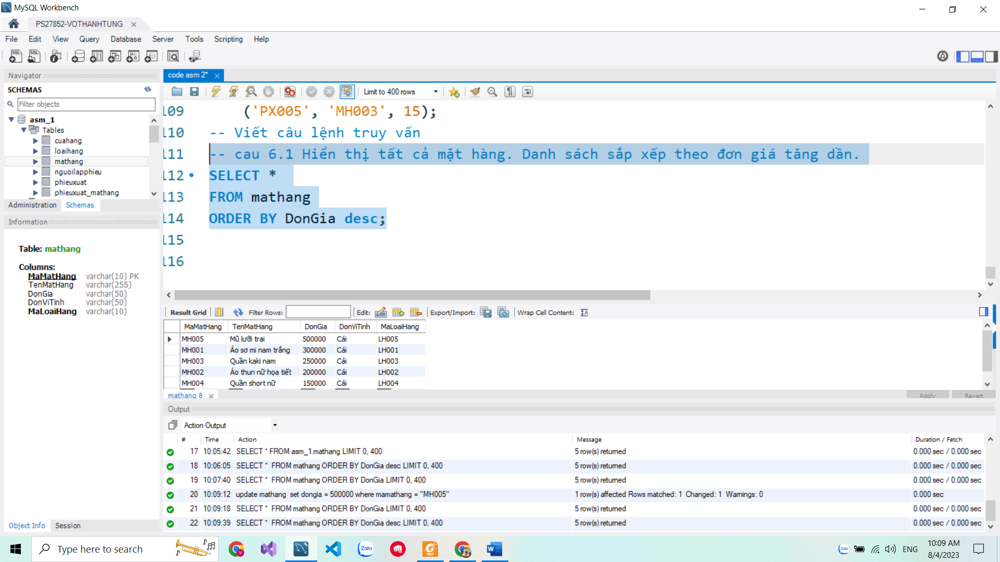 MySQL Workbench
PS27852-VOTHANHTUNG
File Edit View Query Database Server Tools Scripting Help
Navigator
SCHEMAS
Filter objects
asm_1
Tables
cuahang
loaihang
mathang
nguoilapphieu
phieuxuat
phieuxuat_mathang
Administration Schemas
Information
Table: mathang
Columns:
MaMatHang varchar(10) PK
TenMatHang varchar(255)
DonGia varchar(50)
DonViTinh varchar(50)
MaLoaiHang varchar(10)
Object Info Session
code asm 2*
Limit to 400 rows
109 ('PX005', 'MH003', 15);
110 -- Viết câu lệnh truy vấn
111 -- cau 6.1 Hiển thị tất cả mặt hàng. Danh sách sắp xếp theo đơn giá tăng dần.
112 SELECT *
113 FROM mathang
114 ORDER BY DonGia desc;
115
116
Result Grid Filter Rows: Edit: Export/Import: Wrap Cell Content:
MaMatHang TenMatHang DonGia DonViTinh MaLoaiHang
MH005 Mũ lưỡi trai 500000 Cái LH005
MH001 Áo sơ mi nam trắng 300000 Cái LH001
MH003 Quần kaki nam 250000 Cái LH003
MH002 Áo thun nữ họa tiết 200000 Cái LH002
MH004 Quần short nữ 150000 Cái LH004
mathang 8 Apply Revert
Output
Action Output
# Time Action Message Duration / Fetch
17 10:05:42 SELECT * FROM asm_1.mathang LIMIT 0, 400 5 row(s) returned 0.000 sec / 0.000 sec
18 10:06:05 SELECT * FROM mathang ORDER BY DonGia desc LIMIT 0, 400 5 row(s) returned 0.000 sec / 0.000 sec
19 10:07:40 SELECT * FROM mathang ORDER BY DonGia LIMIT 0, 400 5 row(s) returned 0.000 sec / 0.000 sec
20 10:09:12 update mathang set dongia = 500000 where mamathang = "MH005" 1 row(s) affected Rows matched: 1 Changed: 1 Warnings: 0 0.000 sec
21 10:09:18 SELECT * FROM mathang ORDER BY DonGia LIMIT 0, 400 5 row(s) returned 0.000 sec / 0.000 sec
22 10:09:39 SELECT * FROM mathang ORDER BY DonGia desc LIMIT 0, 400 5 row(s) returned 0.000 sec / 0.000 sec
Type here to search
Zalo
PDF
ENG
10:09 AM
8/4/2023